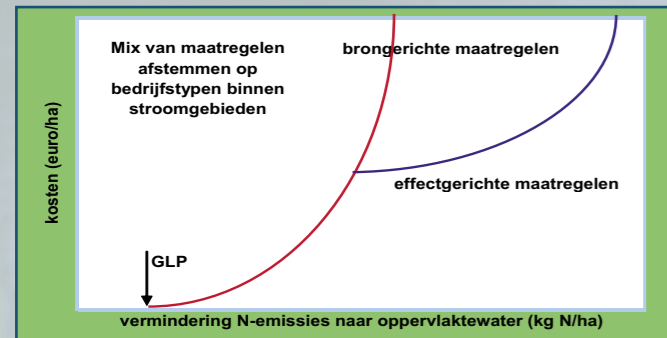 Mix van maatregelen
afstemmen op
bedrijfstypen binnen
stroomgebieden
brongerichte maatregelen
effectgerichte maatregelen
GLP
kosten (euro/ha)
vermindering N-emissies naar oppervlaktewater (kg N/ha)